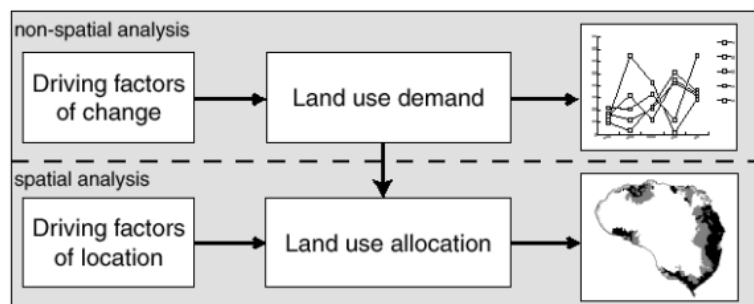 non-spatial analysis
Driving factors
of change
Land use demand
spatial analysis
Driving factors
of location
Land use allocation